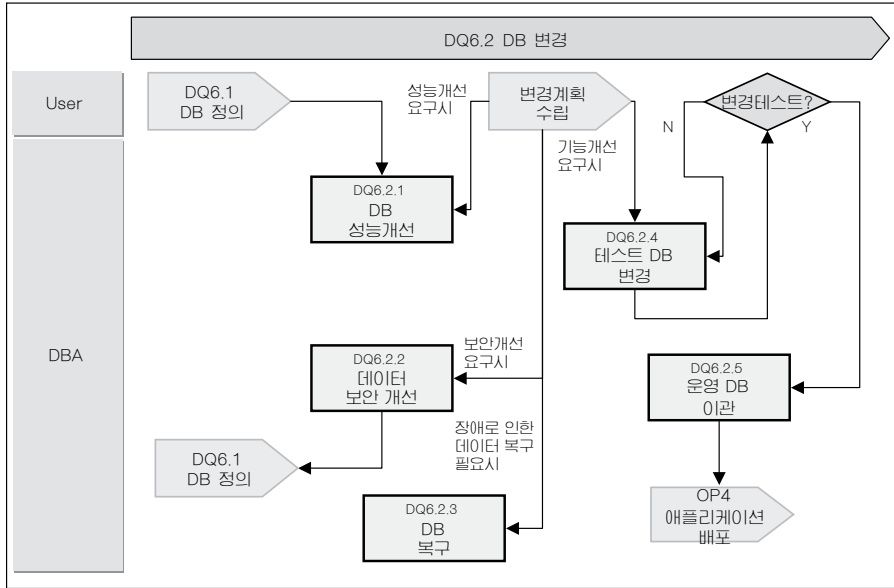 DQ6.2 DB 변경
User
DQ6.1
DB 정의
성능개선
요구시
변경계획
수립
변경테스트?
N
Y
기능개선
요구시
DBA
DQ6.2.1
DB
성능개선
DQ6.2.4
테스트 DB
변경
보안개선
요구시
DQ6.2.2
데이터
보안 개선
DQ6.2.5
운영 DB
이관
장애로 인한
데이터 복구
필요시
DQ6.1
DB 정의
DQ6.2.3
DB
복구
OP4
애플리케이션
배포